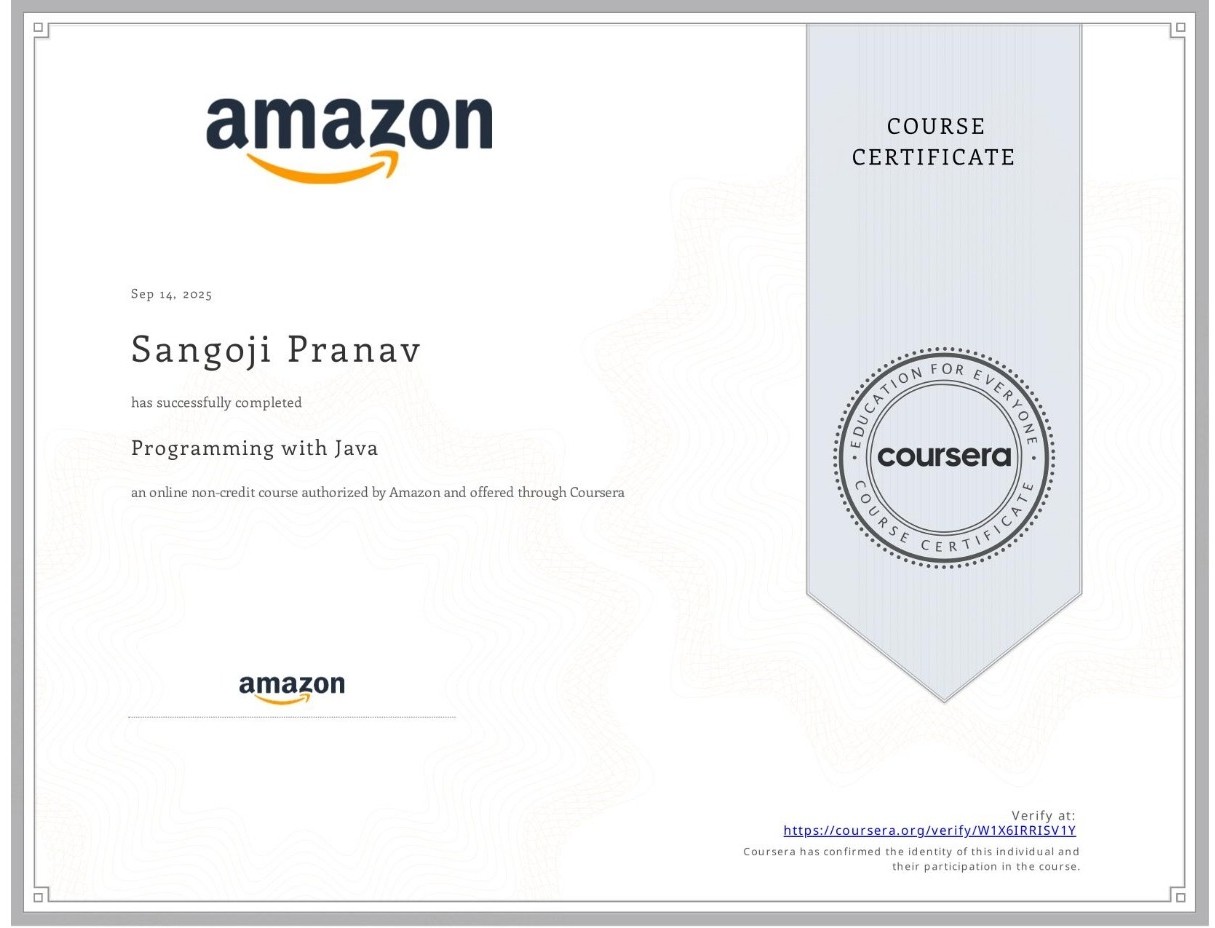 amazon
COURSE
CERTIFICATE
Sep 14, 2025
Sangoji Pranav
has successfully completed
Programming with Java
an online non-credit course authorized by Amazon and offered through Coursera
EDUCATION FOR EVERYONE
coursera
COURSE CERTIFICATE
amazon
Verify at:
https://coursera.org/verify/W1X6IRRISV1Y
Coursera has confirmed the identity of this individual and
their participation in the course.